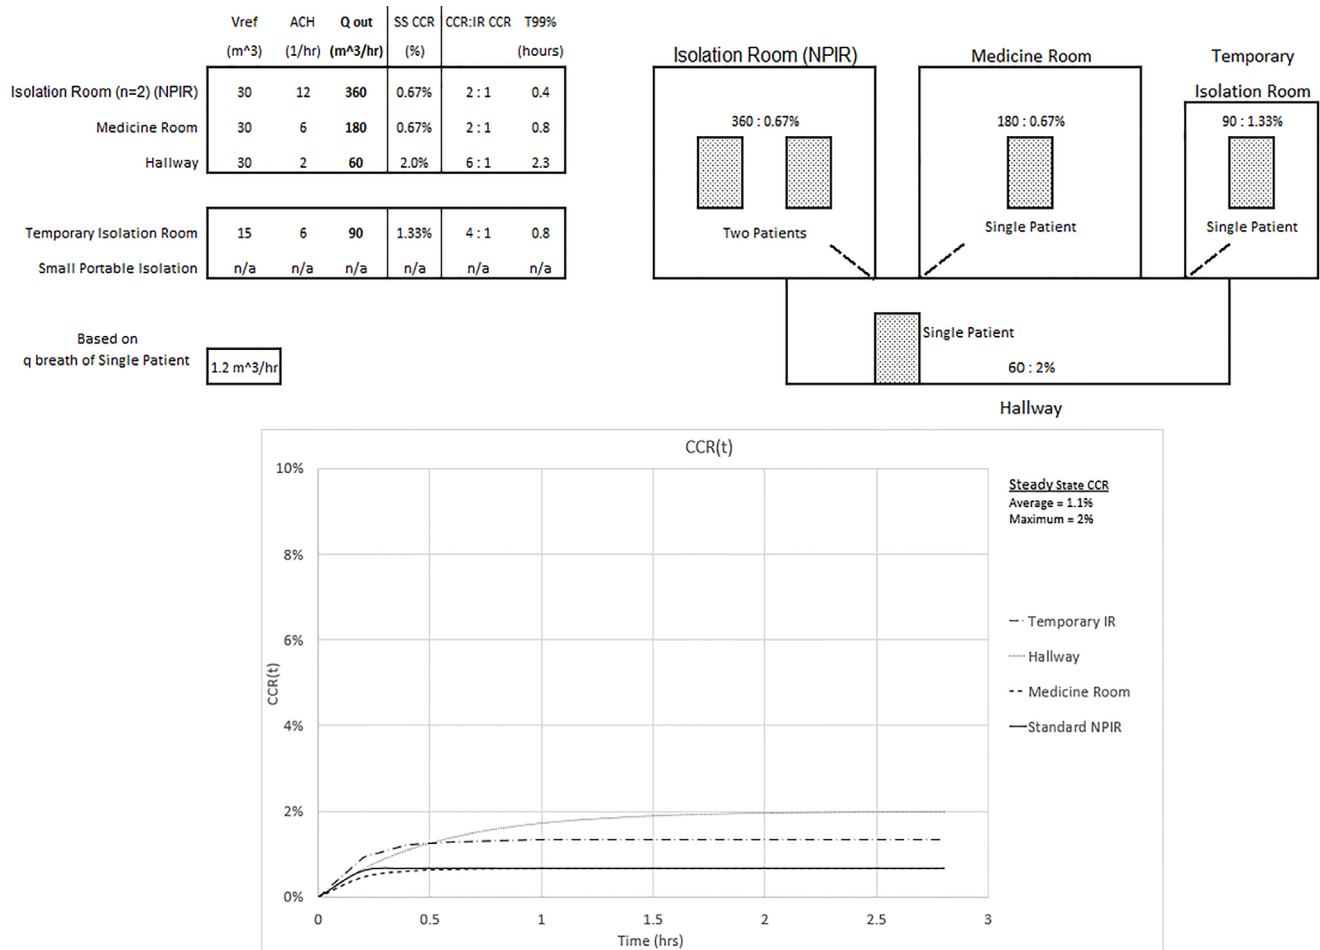 Vref ACH Q out SS CCR CCR:IR CCR T99%
(m^3) (1/hr) (m^3/hr) (%) (hours)
Isolation Room (n=2) (NPIR) 30 12 360 0.67% 2 : 1 0.4
Medicine Room 30 6 180 0.67% 2 : 1 0.8
Hallway 30 2 60 2.0% 6 : 1 2.3
Temporary Isolation Room 15 6 90 1.33% 4 : 1 0.8
Small Portable Isolation n/a n/a n/a n/a n/a n/a
Based on
q breath of Single Patient 1.2 m^3/hr
Isolation Room (NPIR) Medicine Room Temporary
Isolation Room
360 : 0.67% 180 : 0.67% 90 : 1.33%
Two Patients Single Patient Single Patient
Single Patient
60 : 2%
Hallway
CCR(t)
10%
8%
6%
4%
2%
0%
CCR(t)
Steady State CCR
Average = 1.1%
Maximum = 2%
Temporary IR
Hallway
Medicine Room
Standard NPIR
0 0.5 1 1.5 2 2.5 3
Time (hrs)